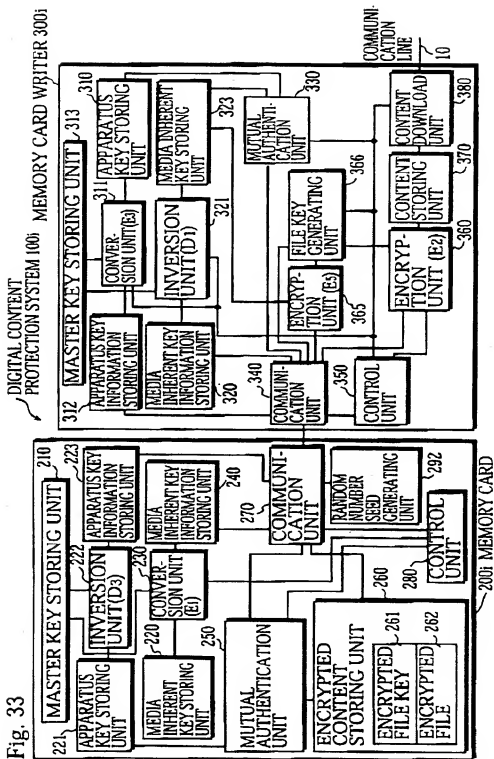 Fig. 33
DIGITAL CONTENT
PROTECTION SYSTEM 100i
210
MASTER KEY STORING UNIT
221
222
223
APPARATUS
KEY STORING
UNIT
INVERSION
UNIT(D3)
APPARATUS KEY
INFORMATION
STORING UNIT
220
230
240
MEDIA
INHERENT KEY
STORING UNIT
CONVER-
SION UNIT
(E1)
MEDIA
INHERENT KEY
INFORMATION
STORING UNIT
250
MUTUAL
AUTHENTICATION
UNIT
270
COMMUNI-
CATION
UNIT
260
ENCRYPTED
CONTENT
STORING UNIT
ENCRYPTED
FILE KEY
261
ENCRYPTED
FILE
262
RANDOM
NUMBER
SEED
GENERATING
UNIT
292
280
CONTROL
UNIT
200i MEMORY CARD
MEMORY CARD WRITER 300i
MASTER KEY STORING UNIT
313
312
311
310
APPARATUS KEY
INFORMATION
STORING UNIT
CONVER-
SION UNIT(E3)
APPARATUS
KEY STORING
UNIT
MEDIA
INHERENT KEY
INFORMATION
STORING UNIT
320
INVERSION
UNIT(D1)
321
MEDIA INHERENT
KEY STORING
UNIT
323
340
COMMUNI-
CATION
UNIT
ENCRYP-
TION
UNIT (E5)
365
FILE KEY
GENERATING
UNIT
366
MUTUAL
AUTHENTI-
CATION UNIT
330
350
CONTROL
UNIT
ENCRYP-
TION
UNIT (E2)
360
CONTENT
STORING
UNIT
370
CONTENT
DOWNLOAD
UNIT
380
COMMUNI-
CATION
LINE
10